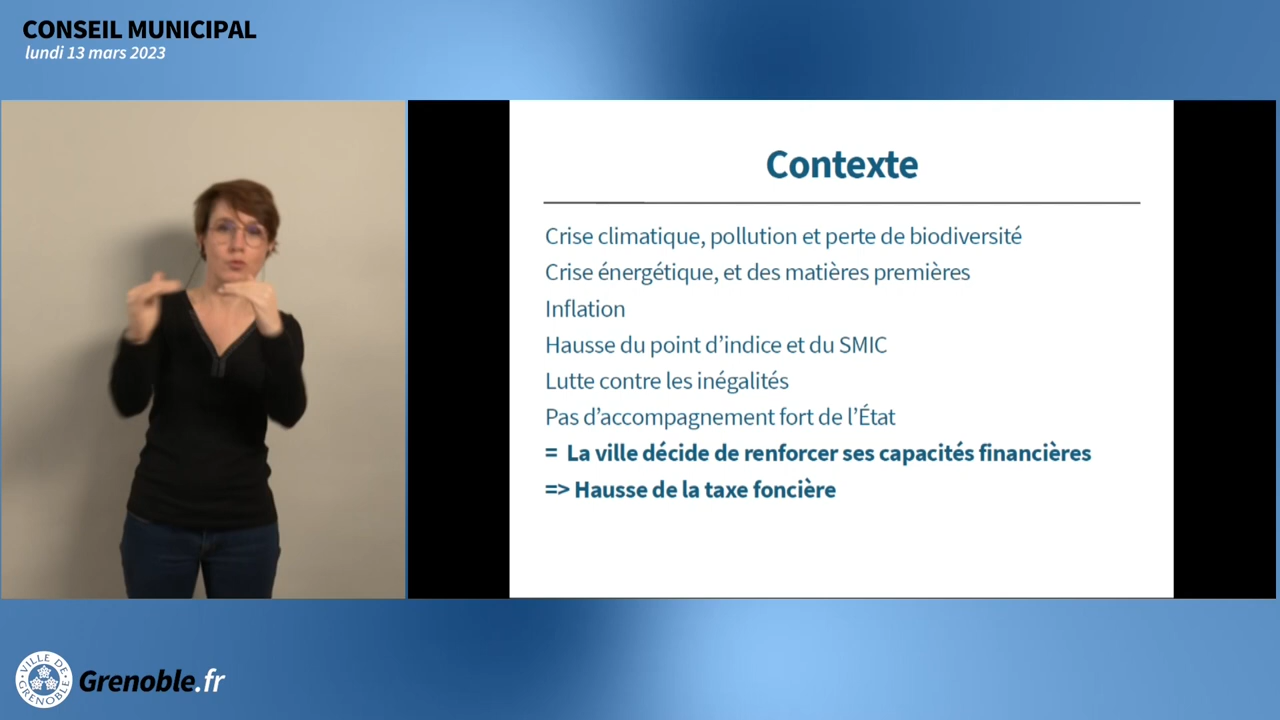 CONSEIL MUNICIPAL
lundi 13 mars 2023
Contexte
Crise climatique, pollution et perte de biodiversité
Crise énergétique, et des matières premières
Inflation
Hausse du point d’indice et du SMIC
Lutte contre les inégalités
Pas d’accompagnement fort de l’État
= La ville décide de renforcer ses capacités financières
=> Hausse de la taxe foncière
VILLE DE GRENOBLE
Grenoble.fr